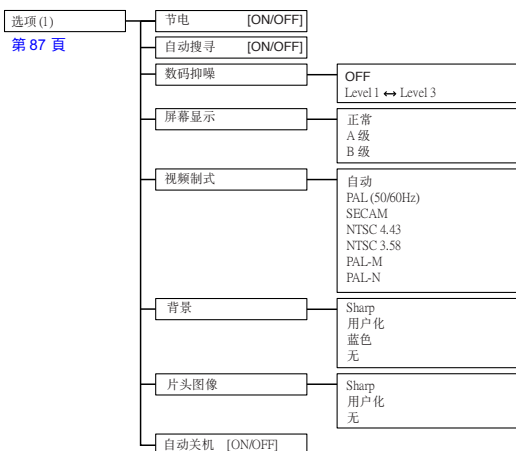 选项 (1)
第 87 頁
节电 [ON/OFF]
自动搜寻 [ON/OFF]
数码抑噪
OFF
Level 1 ↔ Level 3
屏幕显示
正常
A 级
B 级
视频制式
自动
PAL (50/60Hz)
SECAM
NTSC 4.43
NTSC 3.58
PAL-M
PAL-N
背景
Sharp
用户化
蓝色
无
片头图像
Sharp
用户化
无
自动关机 [ON/OFF]